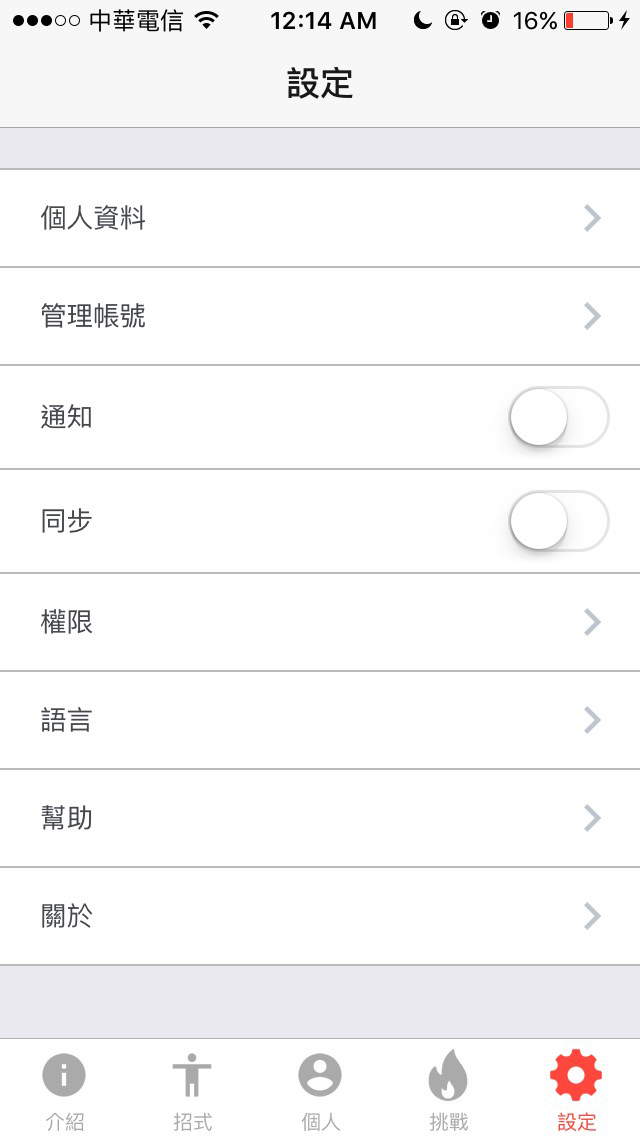 中華電信 12:14 AM 16%
設定
個人資料
管理帳號
通知
同步
權限
語言
幫助
關於
介紹 招式 個人 挑戰 設定